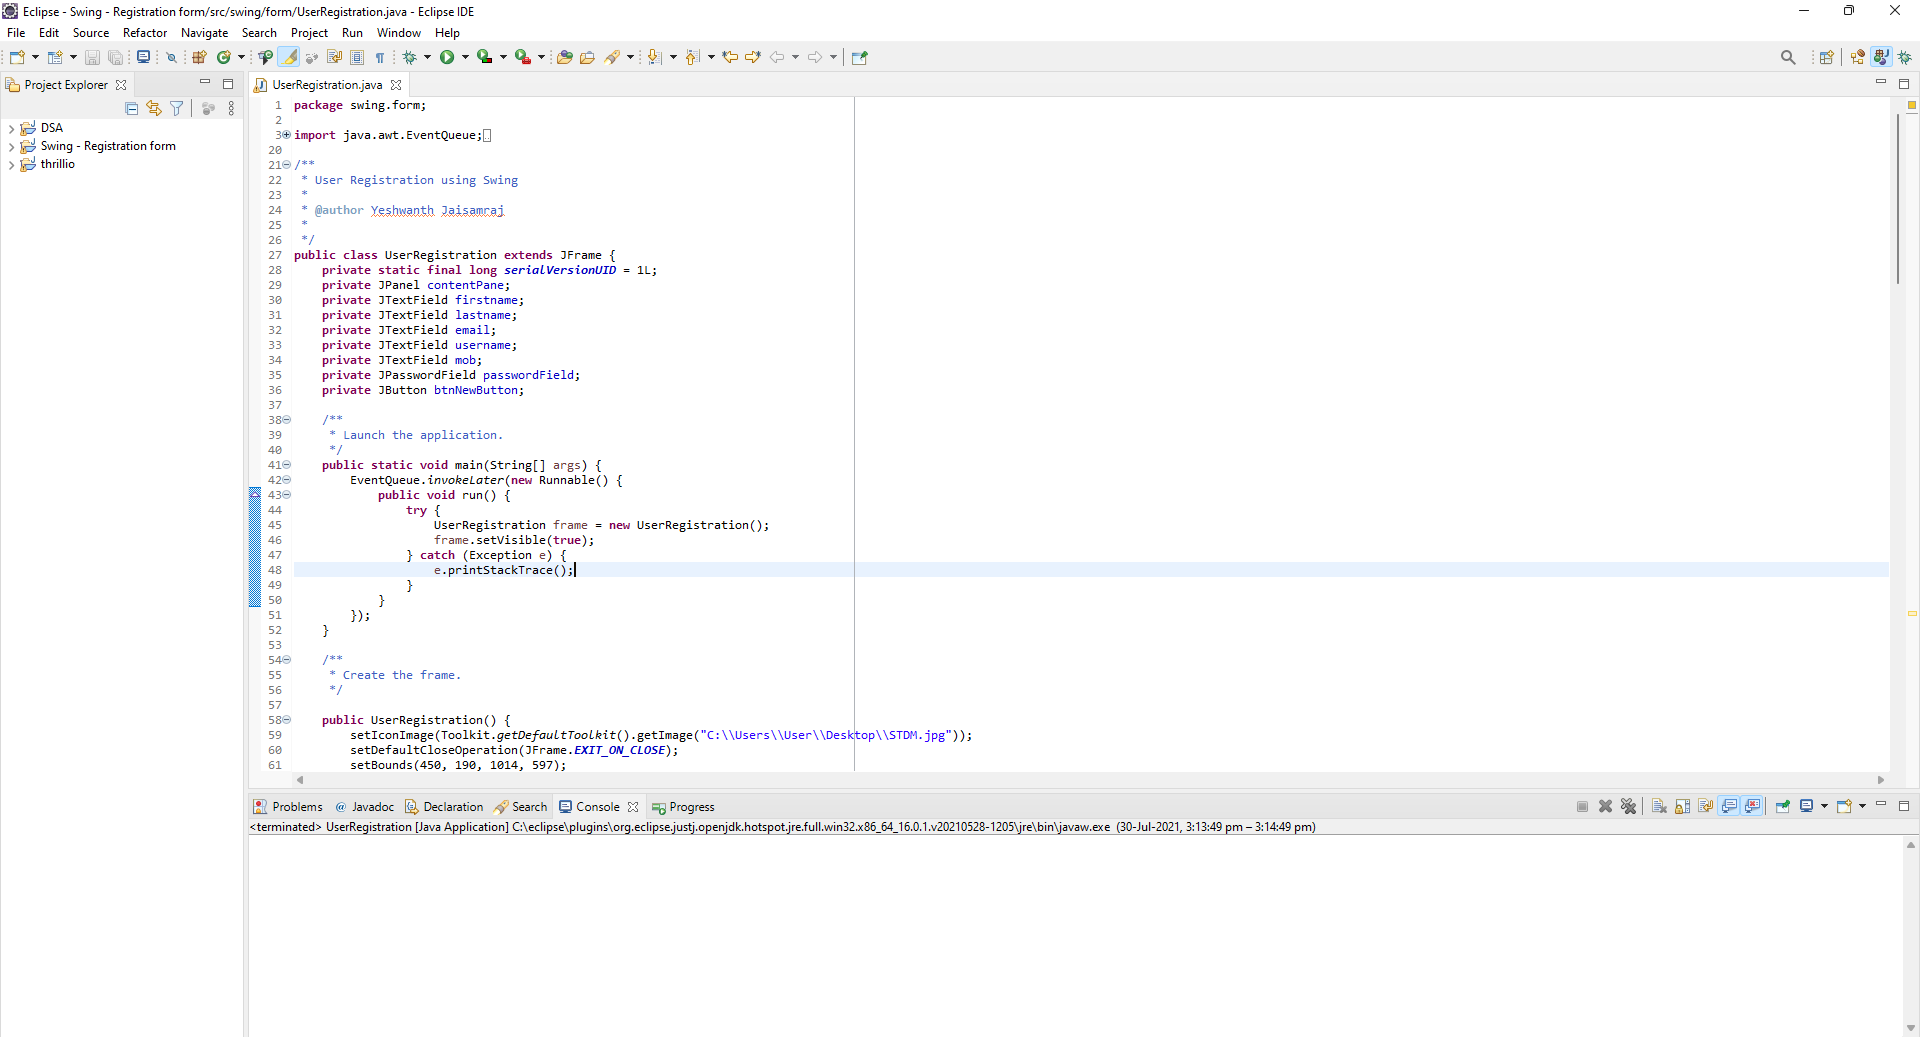 Eclipse - Swing - Registration form/src/swing/form/UserRegistration.java - Eclipse IDE
File Edit Source Refactor Navigate Search Project Run Window Help
Project Explorer
DSA
Swing - Registration form
thrillio
UserRegistration.java
1 package swing.form;
2
3 import java.awt.EventQueue;
20
21 /**
22 * User Registration using Swing
23 *
24 * @author Yeshwanth Jaisamraj
25 *
26 */
27 public class UserRegistration extends JFrame {
28 private static final long serialVersionUID = 1L;
29 private JPanel contentPane;
30 private JTextField firstname;
31 private JTextField lastname;
32 private JTextField email;
33 private JTextField username;
34 private JTextField mob;
35 private JPasswordField passwordField;
36 private JButton btnNewButton;
37
38 /**
39 * Launch the application.
40 */
41 public static void main(String[] args) {
42 EventQueue.invokeLater(new Runnable() {
43 public void run() {
44 try {
45 UserRegistration frame = new UserRegistration();
46 frame.setVisible(true);
47 } catch (Exception e) {
48 e.printStackTrace();
49 }
50 }
51 });
52 }
53
54 /**
55 * Create the frame.
56 */
57
58 public UserRegistration() {
59 setIconImage(Toolkit.getDefaultToolkit().getImage("C:\\Users\\User\\Desktop\\STDM.jpg"));
60 setDefaultCloseOperation(JFrame.EXIT_ON_CLOSE);
61 setBounds(450, 190, 1014, 597);
Problems @ Javadoc Declaration Search Console Progress
<terminated> UserRegistration [Java Application] C:\eclipse\plugins\org.eclipse.justj.openjdk.hotspot.jre.full.win32.x86_64_16.0.1.v20210528-1205\jre\bin\javaw.exe (30-Jul-2021, 3:13:49 pm – 3:14:49 pm)